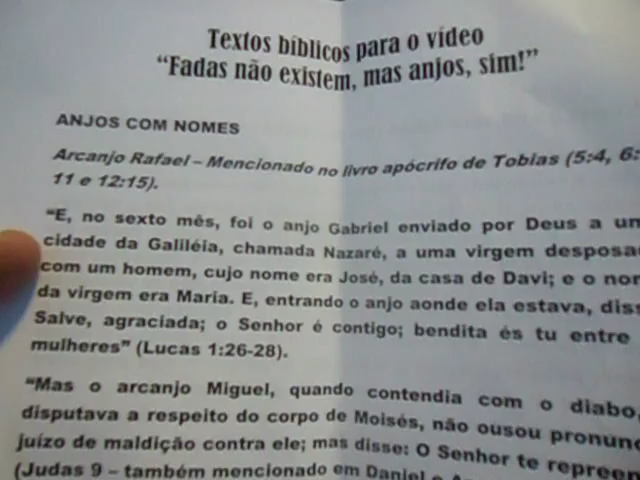 Textos bíblicos para o vídeo
“Fadas não existem, mas anjos, sim!”
ANJOS COM NOMES
Arcanjo Rafael – Mencionado no livro apócrifo de Tobias (5:4, 6:
11 e 12:15).
“E, no sexto mês, foi o anjo Gabriel enviado por Deus a um
cidade da Galiléia, chamada Nazaré, a uma virgem desposa
com um homem, cujo nome era José, da casa de Davi; e o nor
da virgem era Maria. E, entrando o anjo aonde ela estava, diss
Salve, agraciada; o Senhor é contigo; bendita és tu entre
mulheres” (Lucas 1:26-28).
“Mas o arcanjo Miguel, quando contendia com o diabo,
disputava a respeito do corpo de Moisés, não ousou pronunc
juízo de maldição contra ele; mas disse: O Senhor te repreen
(Judas 9 – também mencionado em Daniel e